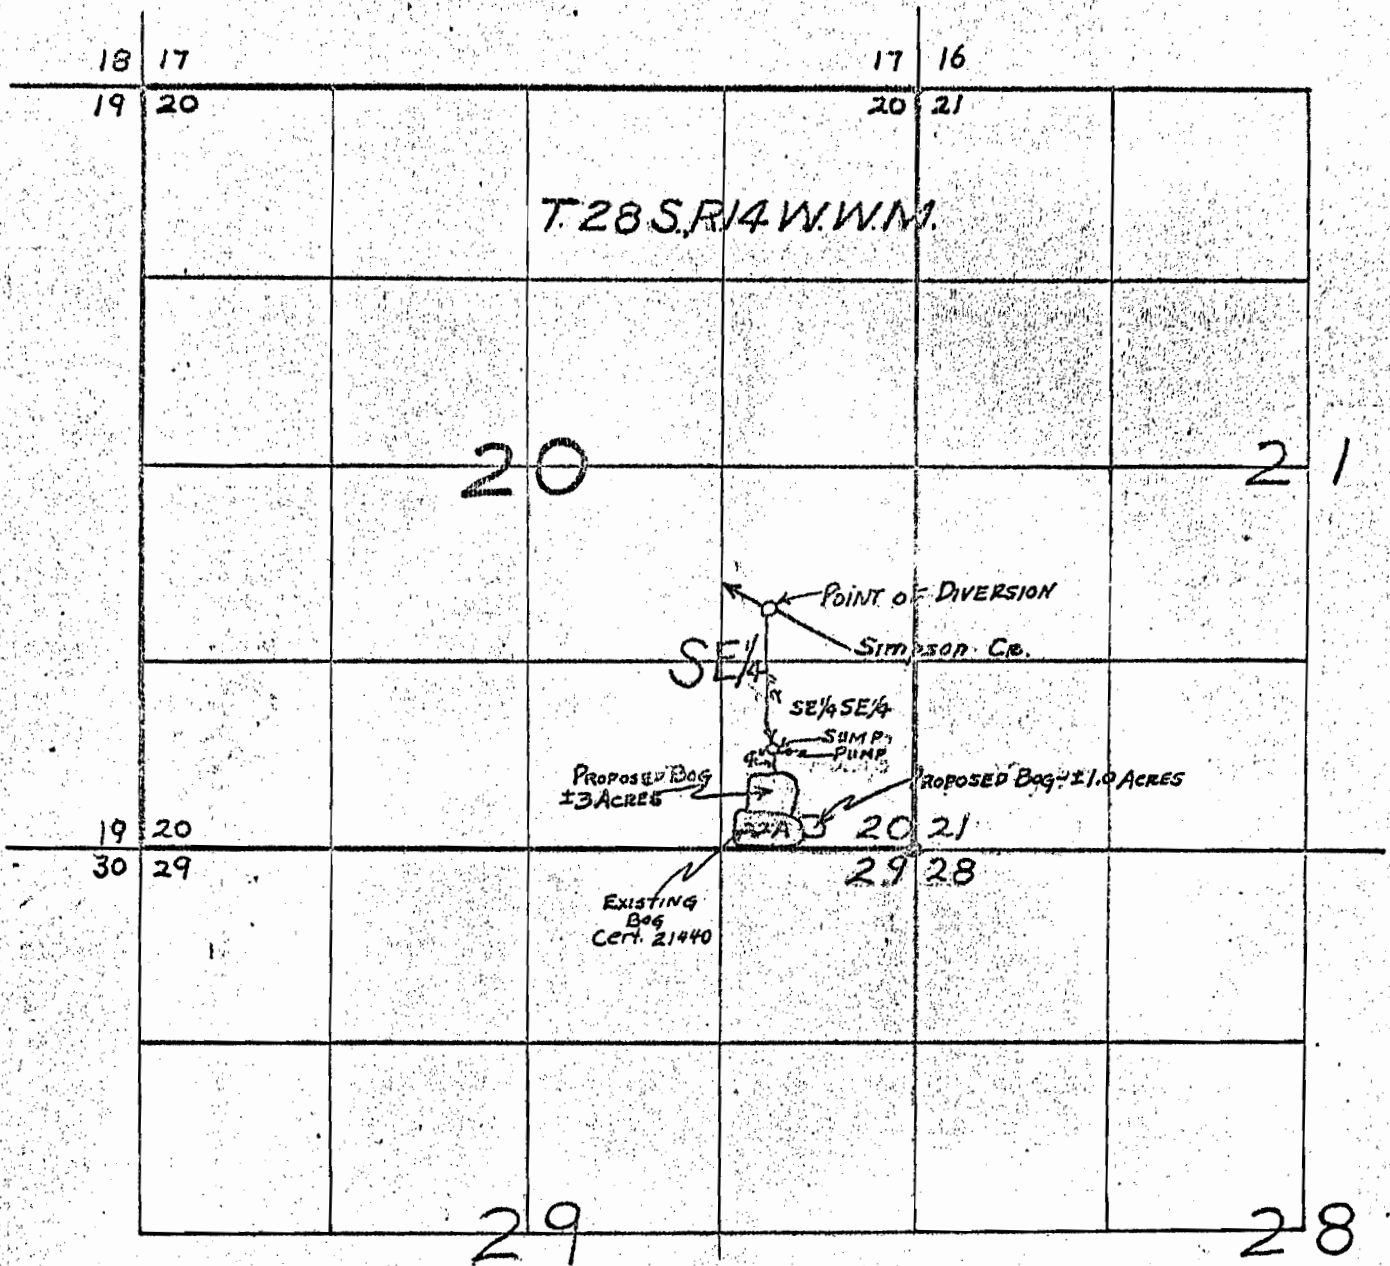 18 17
17 16
19 20
20 21
T. 28 S., R.14 W. W.M.
20
21
POINT OF DIVERSION
SIMPSON CR.
SE1/4
SE1/4SE1/4
SUMP
PUMP
PROPOSED BOG
±3 ACRES
PROPOSED BOG ±1.0 ACRES
19 20
20 21
30 29
29 28
EXISTING
BOG
Cert. 21440
29
28